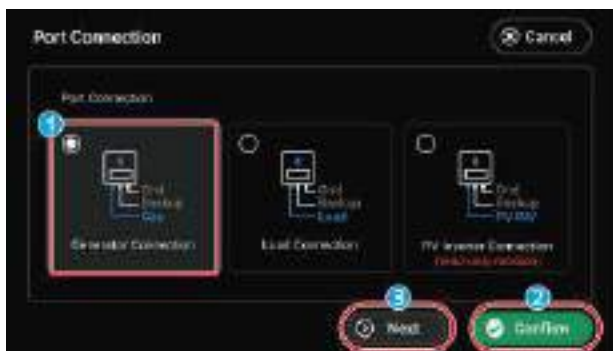 Port Connection
Cancel
Port Connection
1
Grid
Backup
Gen
Generator Connection
Grid
Backup
Load
Load Connection
Grid
Backup
PV INV
PV Inverter Connection
3
Next
2
Confirm